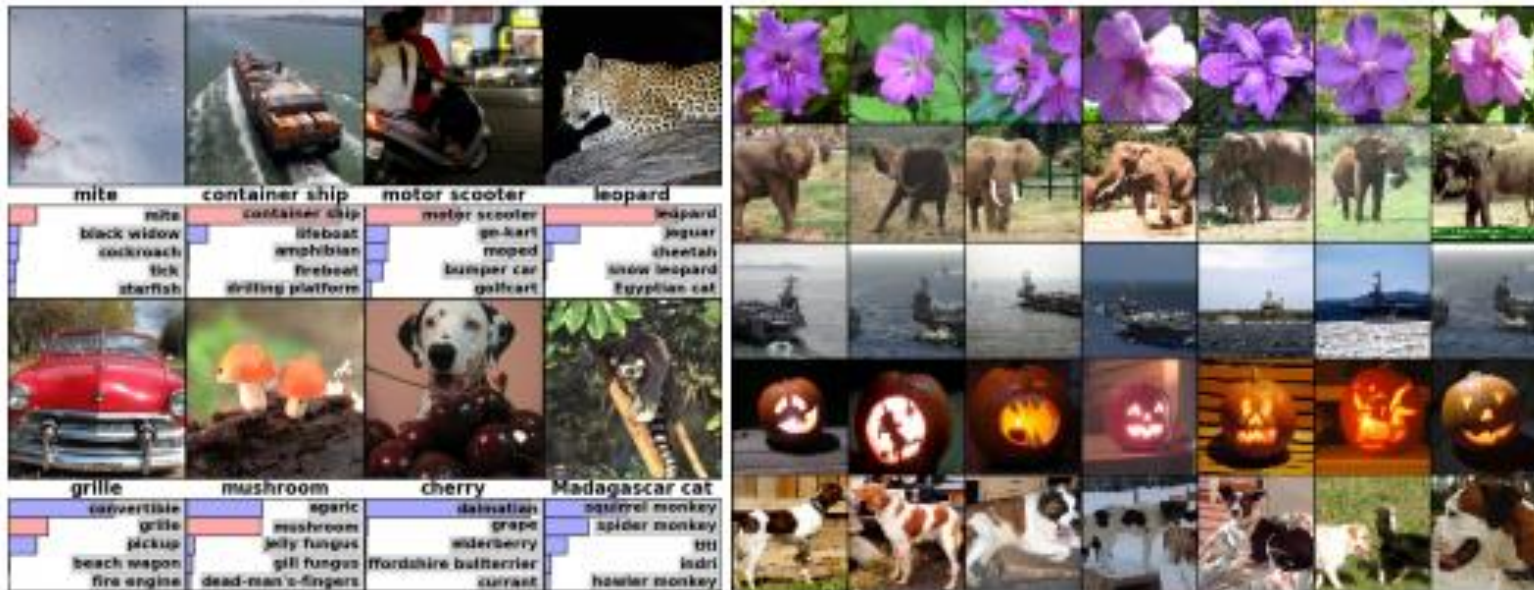 mite container ship motor scooter leopard
mite container ship motor scooter leopard
black widow lifeboat go-kart jaguar
cockroach amphibian moped cheetah
tick fireboat bumper car snow leopard
starfish drilling platform golfcart Egyptian cat
grille mushroom cherry Madagascar cat
convertible agaric dalmatian squirrel monkey
grille mushroom grape spider monkey
pickup jelly fungus elderberry titi
beach wagon gill fungus ffordshire bullterrier indri
fire engine dead-man's-fingers currant howler monkey